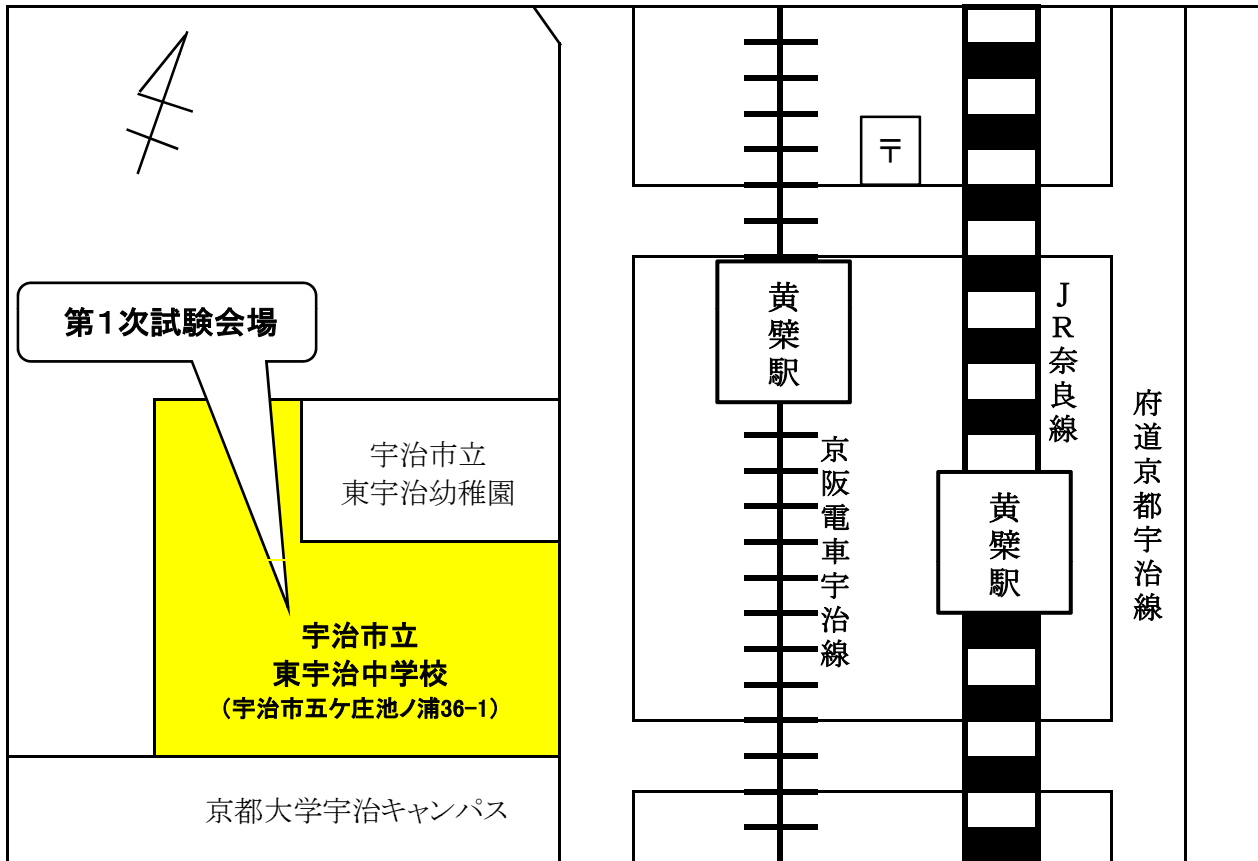 第1次試験会場
宇治市立
東宇治幼稚園
宇治市立
東宇治中学校
(宇治市五ケ庄池ノ浦36-1)
京都大学宇治キャンパス
〒
黄檗駅
京阪電車宇治線
JR奈良線
黄檗駅
府道京都宇治線